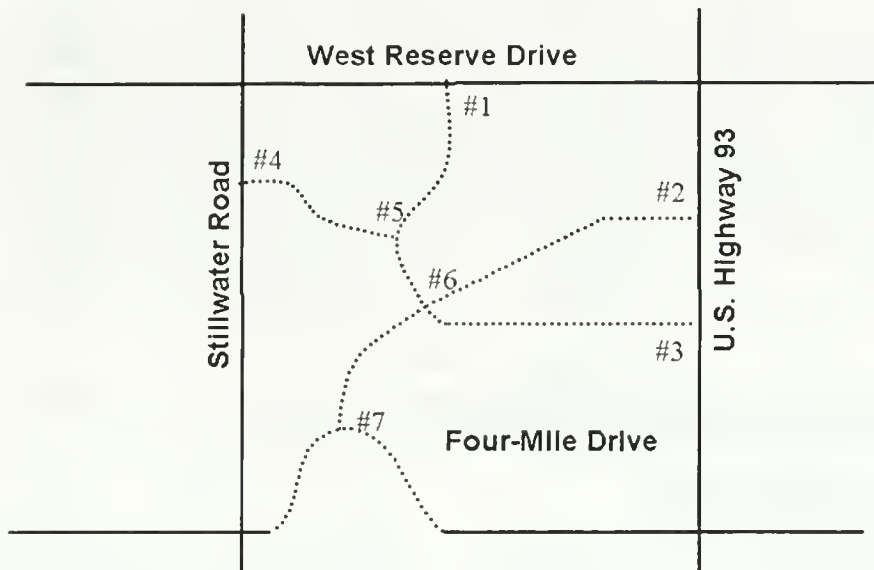 West Reserve Drive
#1
#4
Stillwater Road
#2
#5
U.S. Highway 93
#6
#3
#7
Four-Mile Drive